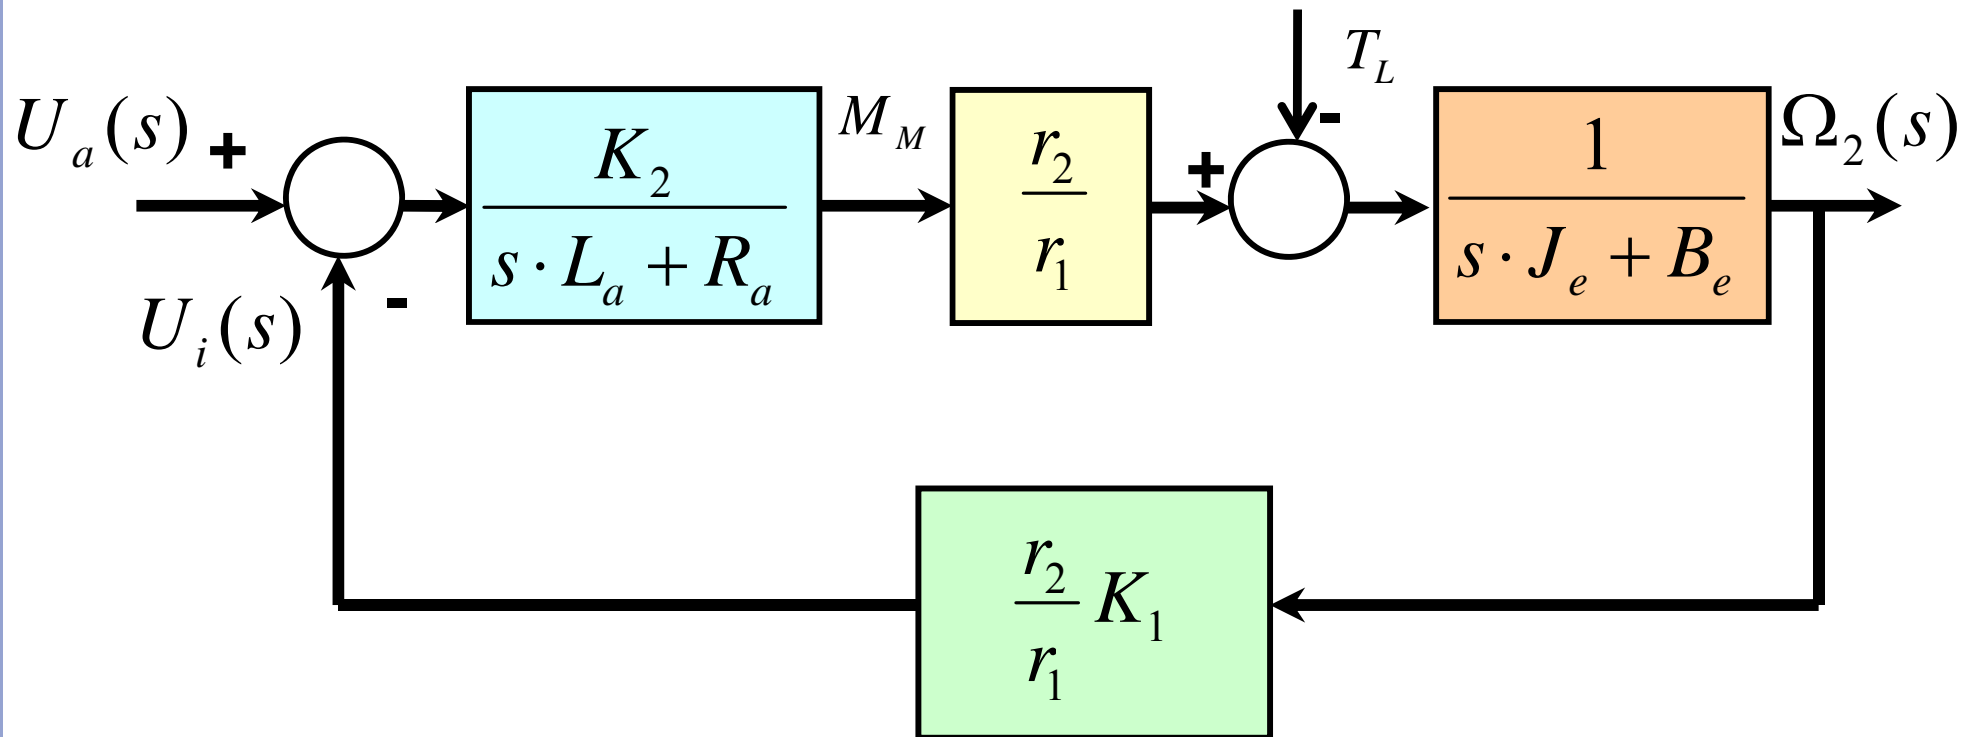 U_a(s)
+
K_2
s · L_a + R_a
M_M
r_2
r_1
+
T_L
-
1
s · J_e + B_e
Ω_2(s)
U_i(s)
-
r_2
r_1
K_1